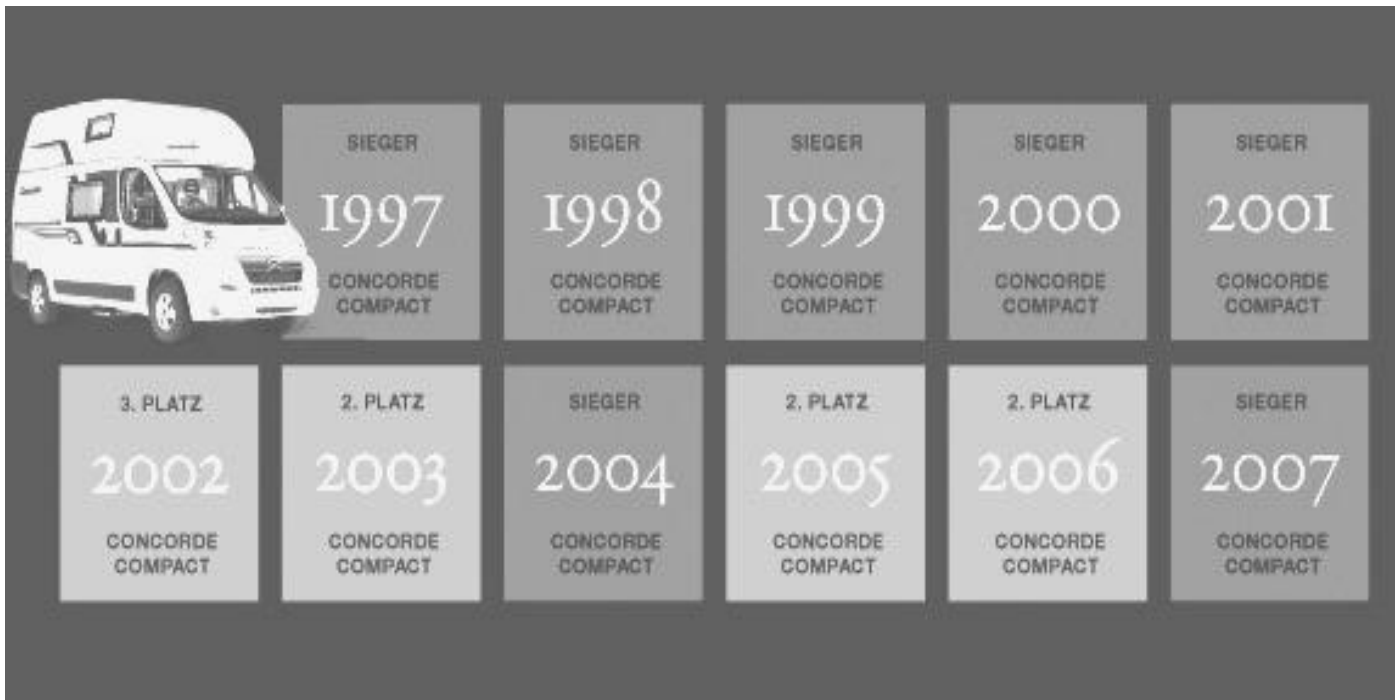 SIEGER
1997
CONCORDE
COMPACT
SIEGER
1998
CONCORDE
COMPACT
SIEGER
1999
CONCORDE
COMPACT
SIEGER
2000
CONCORDE
COMPACT
SIEGER
2001
CONCORDE
COMPACT
3. PLATZ
2002
CONCORDE
COMPACT
2. PLATZ
2003
CONCORDE
COMPACT
SIEGER
2004
CONCORDE
COMPACT
2. PLATZ
2005
CONCORDE
COMPACT
2. PLATZ
2006
CONCORDE
COMPACT
SIEGER
2007
CONCORDE
COMPACT